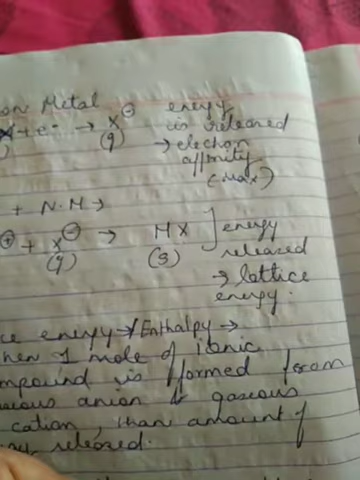 on Metal energy
X + e⁻ → X⊖ is released
(g) → electron
affinity
(max)
+ N.M →
⊕ + X⊖ → MX ] energy
(g) (s) released
→ lattice
energy.
ce energy → / Enthalpy →
hen 1 mole of ionic
mpound is formed from
aseous anion & gaseous
cation, than amount of
released.